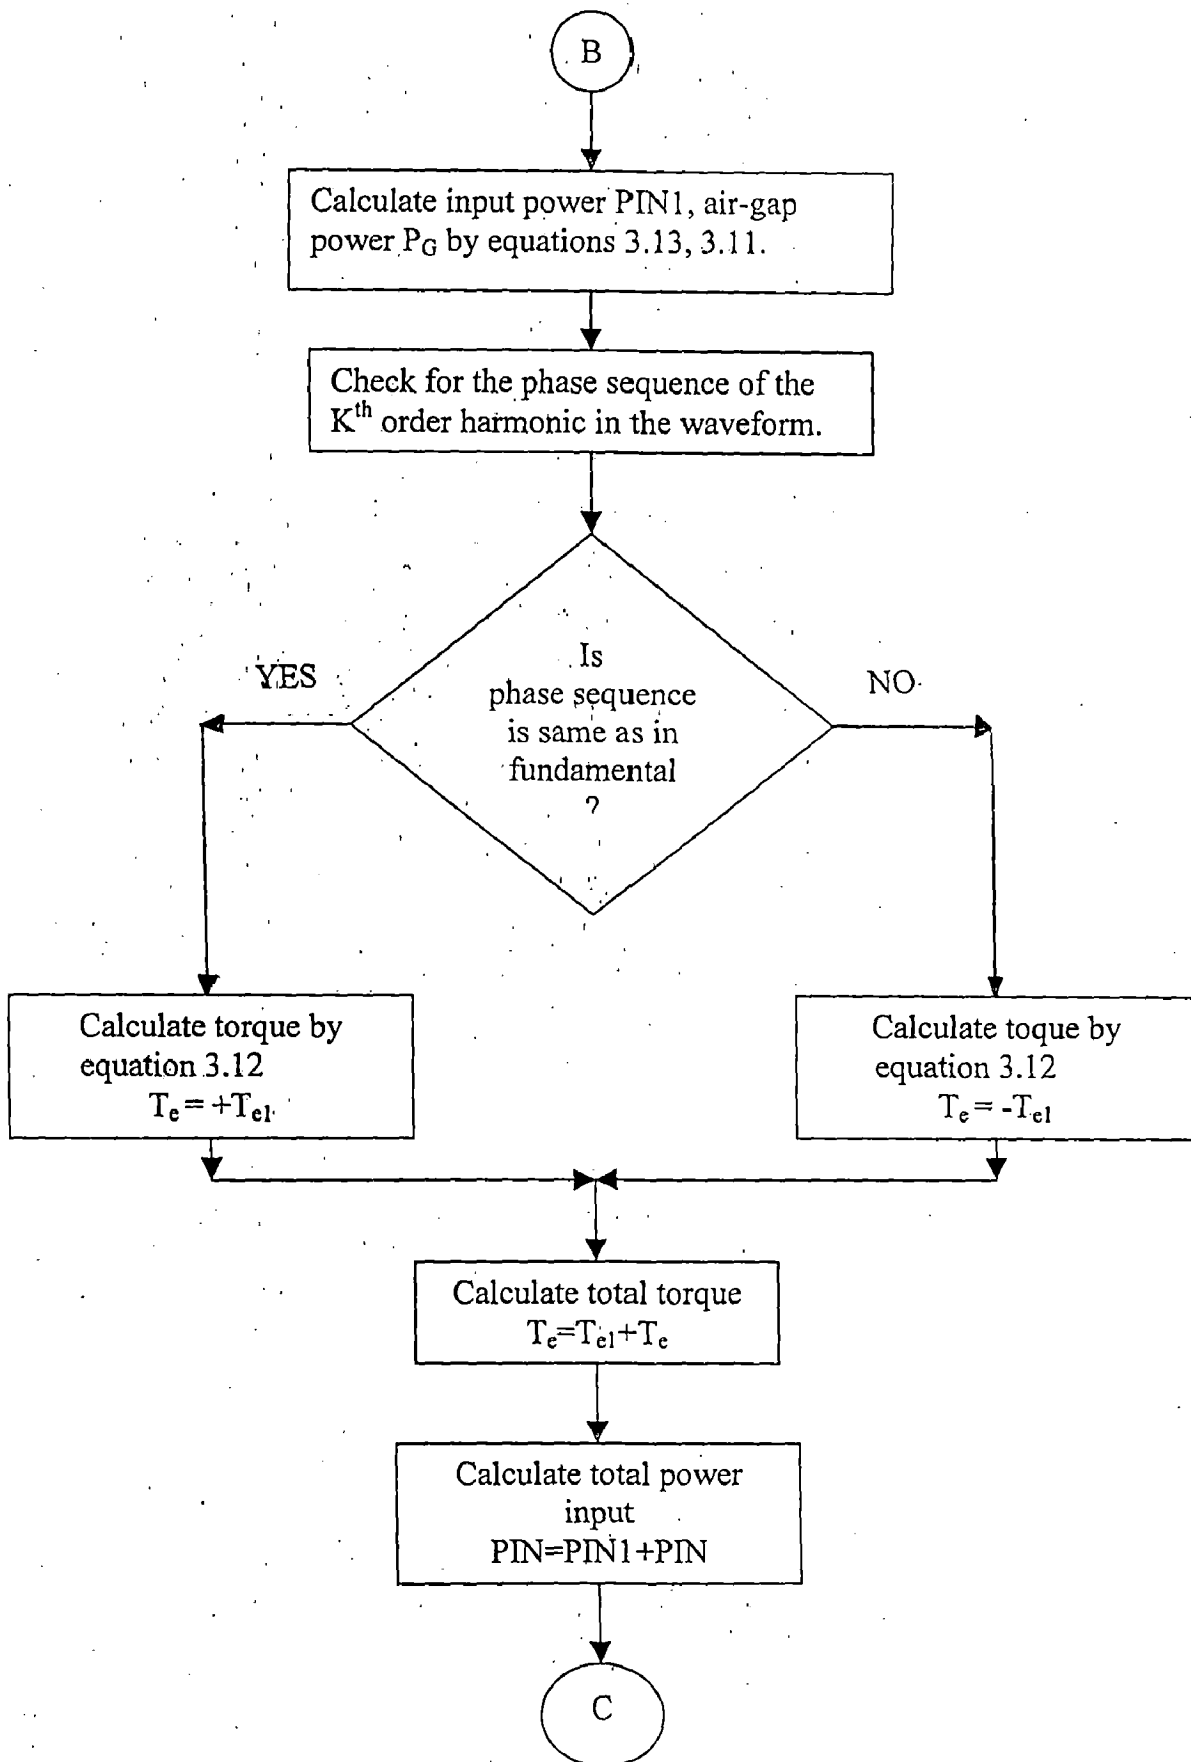 B
Calculate input power PIN1, air-gap
power PG by equations 3.13, 3.11.
Check for the phase sequence of the
Kth order harmonic in the waveform.
Is
phase sequence
is same as in
fundamental
?
YES
NO
Calculate torque by
equation 3.12
Te = +Te1
Calculate toque by
equation 3.12
Te = -Te1
Calculate total torque
Te=Te1+Te
Calculate total power
input
PIN=PIN1+PIN
C